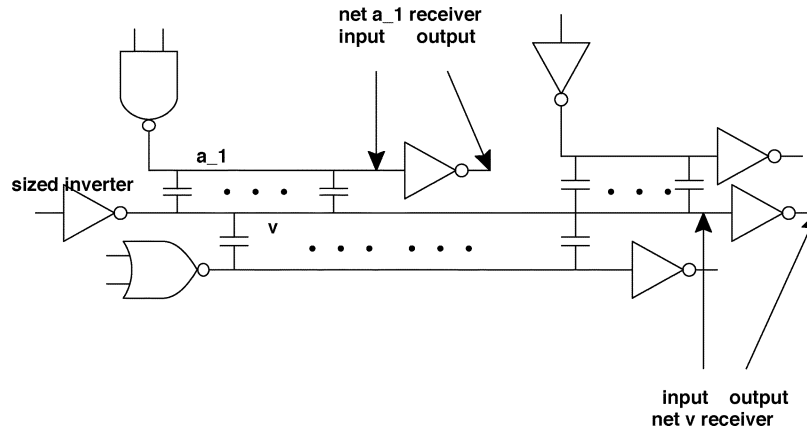 net a_1 receiver
input output
a_1
sized inverter
v
input output
net v receiver